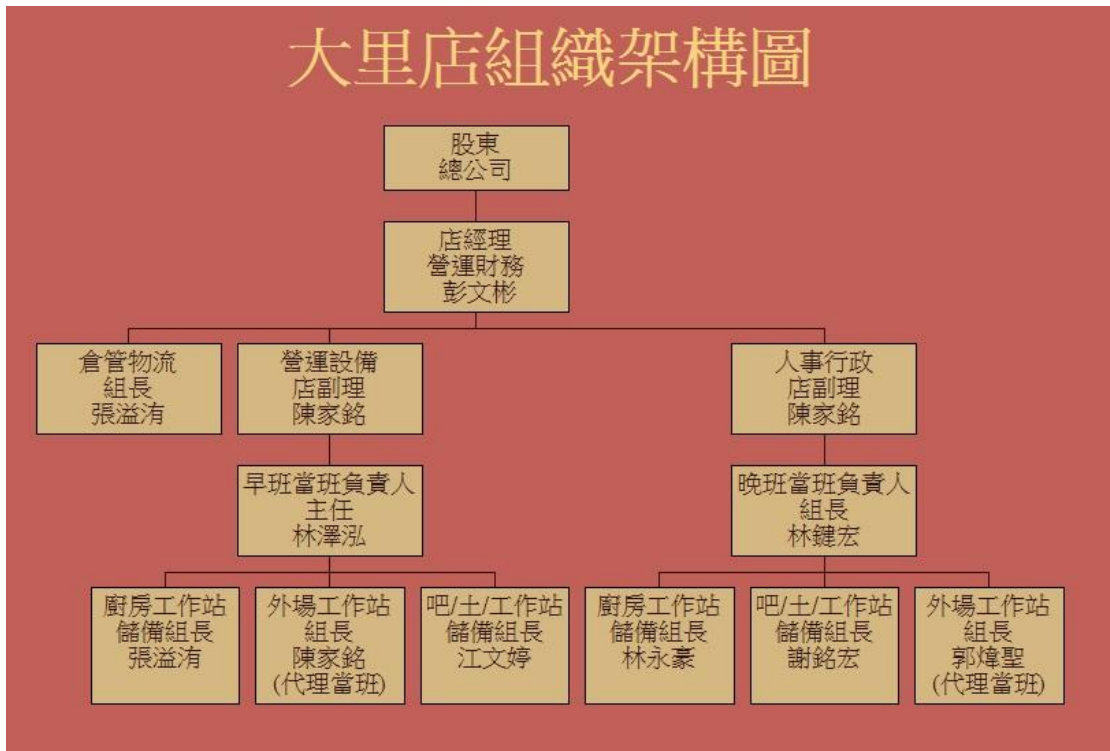 大里店組織架構圖
股東
總公司
店經理
營運財務
彭文彬
倉管物流
組長
張溢洧
營運設備
店副理
陳家銘
人事行政
店副理
陳家銘
早班當班負責人
主任
林澤泓
晚班當班負責人
組長
林鍵宏
廚房工作站
儲備組長
張溢洧
外場工作站
組長
陳家銘
(代理當班)
吧/土/工作站
儲備組長
江文婷
廚房工作站
儲備組長
林永豪
吧/土/工作站
儲備組長
謝銘宏
外場工作站
組長
郭煒聖
(代理當班)